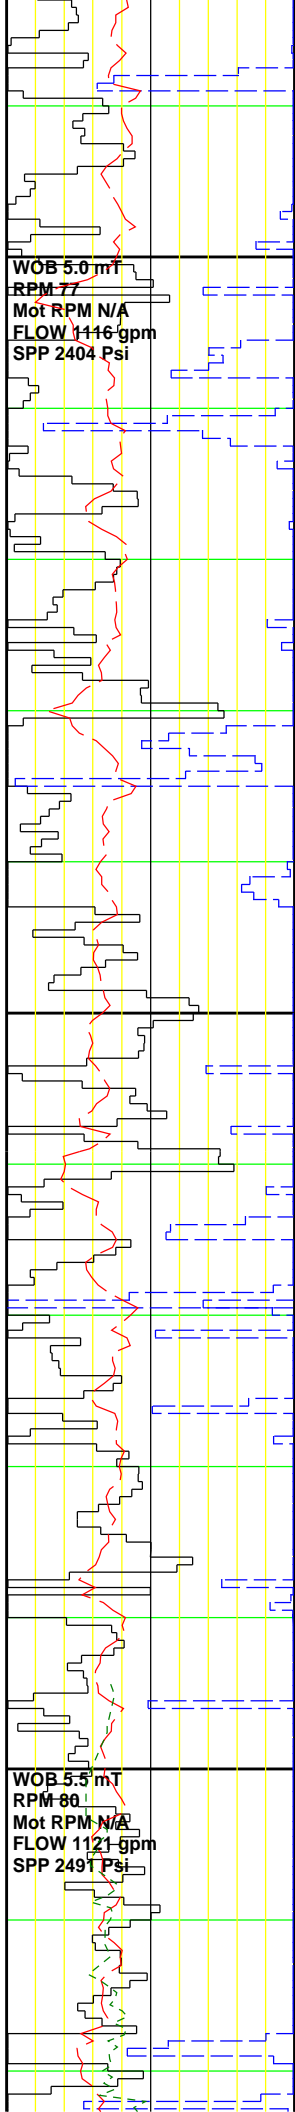 WOB 5.0 mT
RPM 77
Mot RPM N/A
FLOW 1116 gpm
SPP 2404 Psi
WOB 5.5 mT
RPM 80
Mot RPM N/A
FLOW 1121 gpm
SPP 2491 Psi